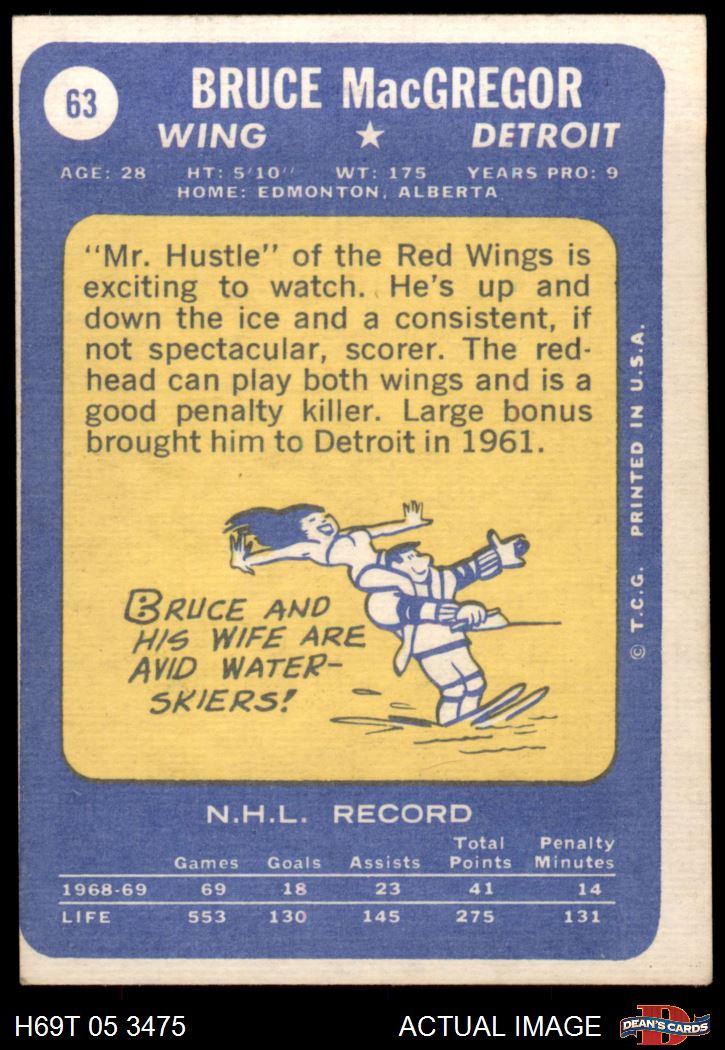 63
BRUCE MacGREGOR
WING ★ DETROIT
AGE: 28 HT: 5'10'' WT: 175 YEARS PRO: 9
HOME: EDMONTON, ALBERTA
“Mr. Hustle” of the Red Wings is
exciting to watch. He's up and
down the ice and a consistent, if
not spectacular, scorer. The red-
head can play both wings and is a
good penalty killer. Large bonus
brought him to Detroit in 1961.
BRUCE AND
HIS WIFE ARE
AVID WATER-
SKIERS!
© T.C.G. PRINTED IN U.S.A.
N.H.L. RECORD
Games Goals Assists Total Points Penalty Minutes
1968-69 69 18 23 41 14
LIFE 553 130 145 275 131
H69T 05 3475 ACTUAL IMAGE
D
DEAN'S CARDS